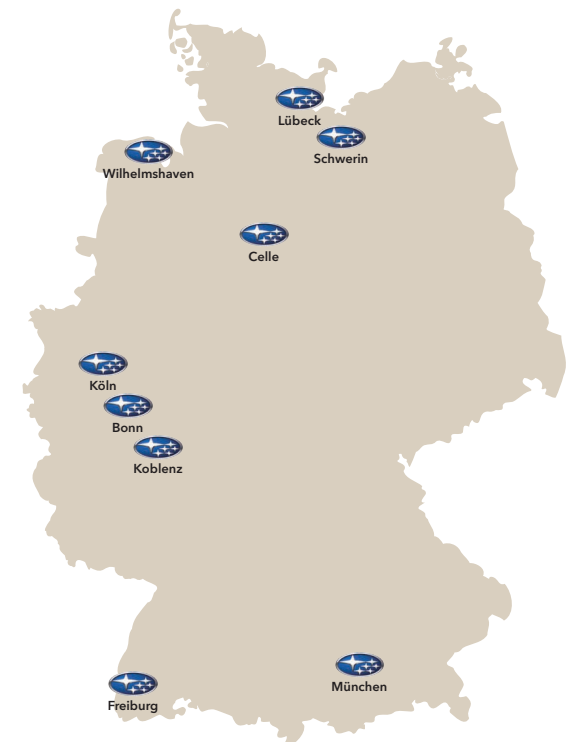 Lübeck
Schwerin
Wilhelmshaven
Celle
Köln
Bonn
Koblenz
München
Freiburg